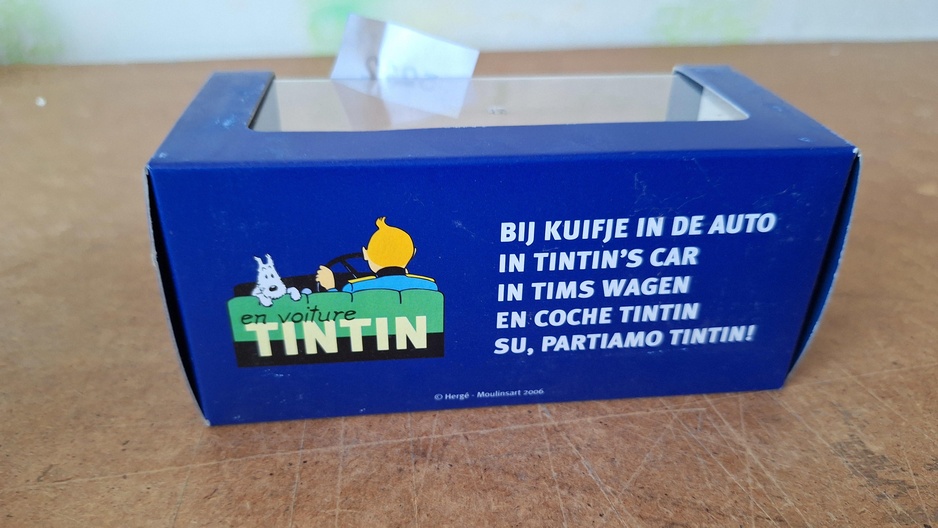 en voiture
TINTIN
BIJ KUIFJE IN DE AUTO
IN TINTIN'S CAR
IN TIMS WAGEN
EN COCHE TINTIN
SU, PARTIAMO TINTIN!
© Hergé - Moulinsart 2006